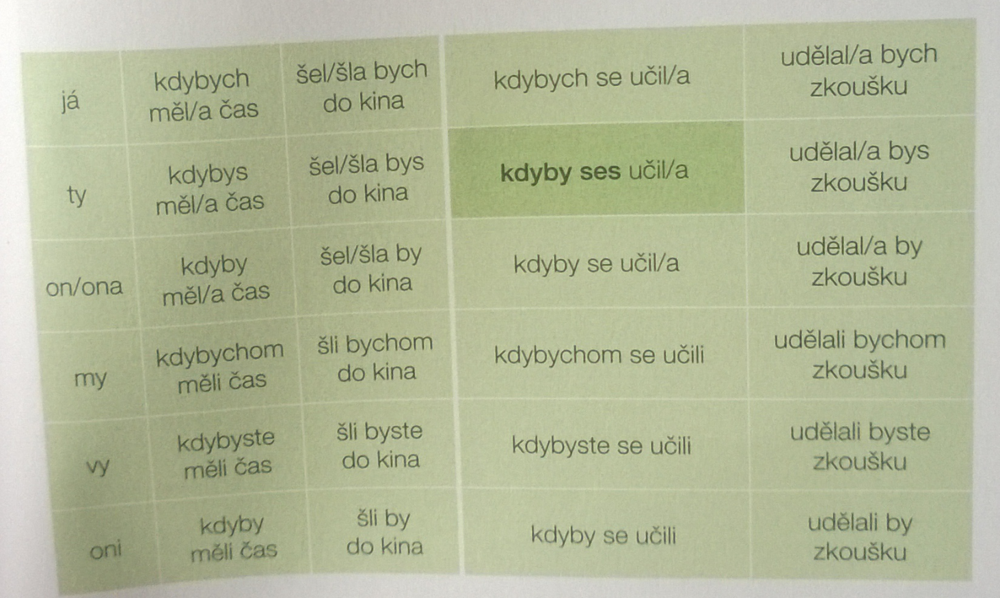 já
kdybych
měl/a čas
šel/šla bych
do kina
kdybych se učil/a
udělal/a bych
zkoušku
ty
kdybys
měl/a čas
šel/šla bys
do kina
kdyby ses učil/a
udělal/a bys
zkoušku
on/ona
kdyby
měl/a čas
šel/šla by
do kina
kdyby se učil/a
udělal/a by
zkoušku
my
kdybychom
měli čas
šli bychom
do kina
kdybychom se učili
udělali bychom
zkoušku
vy
kdybyste
měli čas
šli byste
do kina
kdybyste se učili
udělali byste
zkoušku
oni
kdyby
měli čas
šli by
do kina
kdyby se učili
udělali by
zkoušku